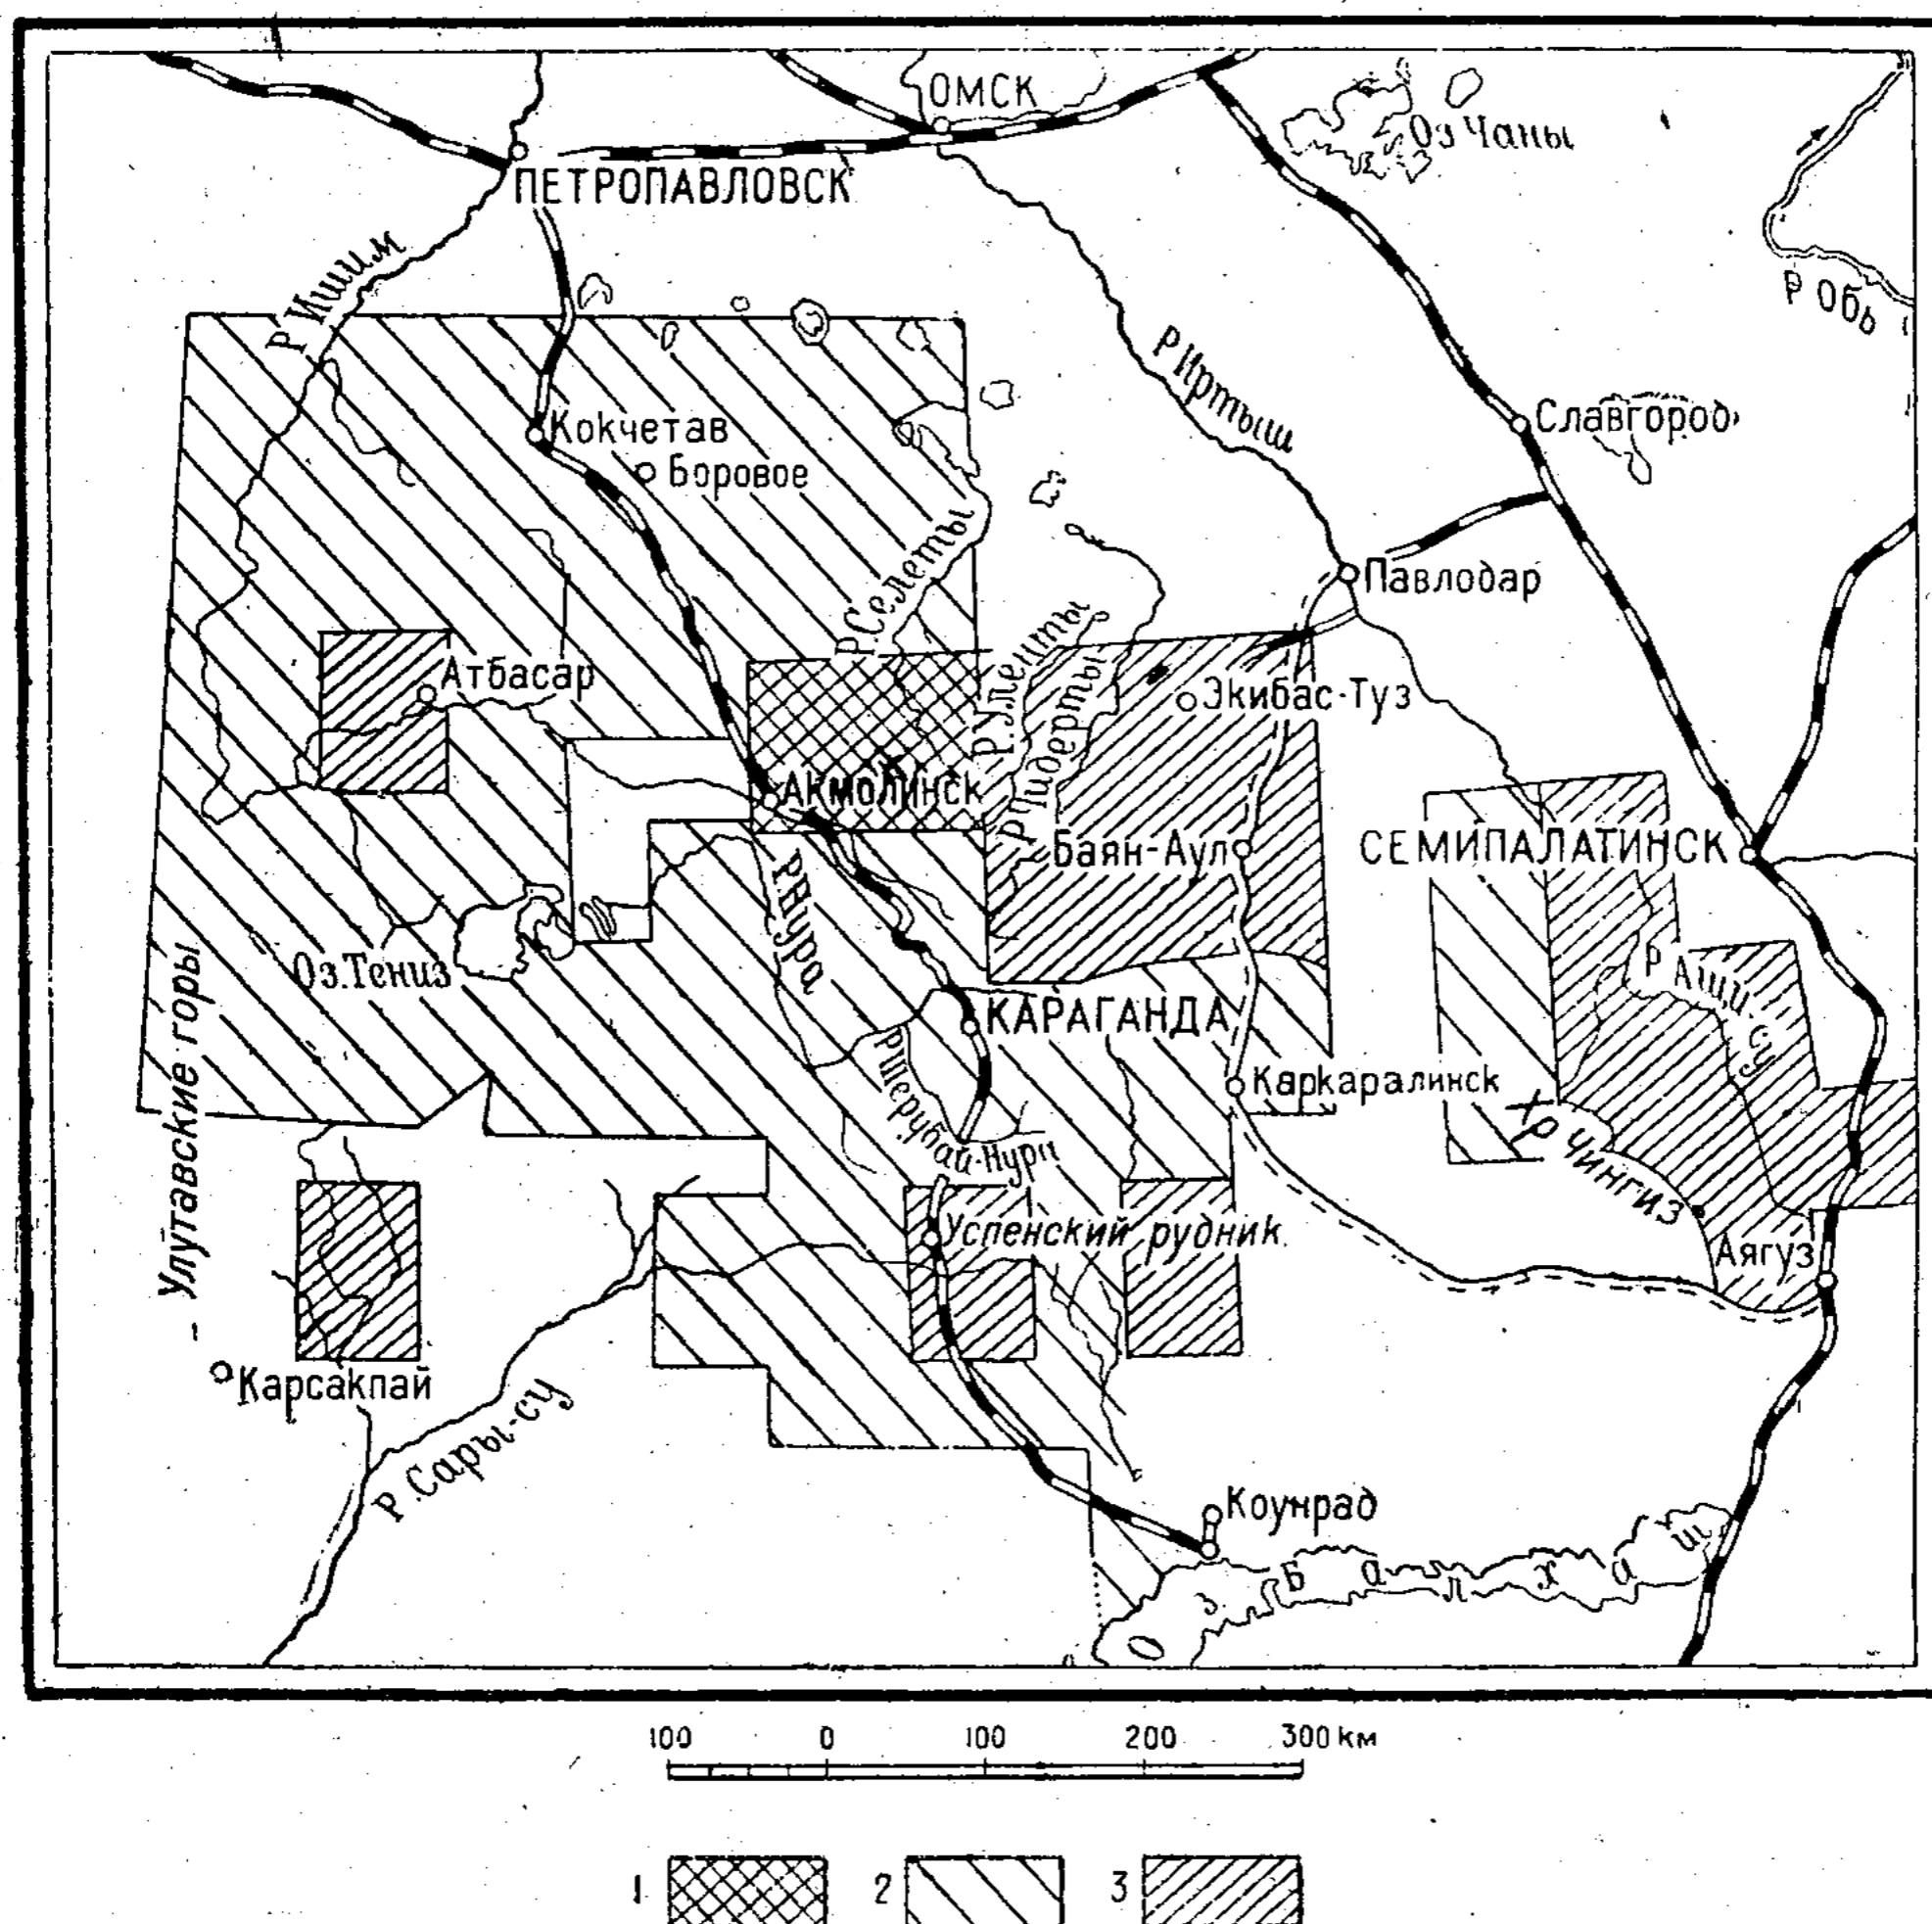 ОМСК
Оз Чаны
ПЕТРОПАВЛОВСК
Р. Ишим
Р Обь
Р Иртыш
Кокчетав
Боровое
Славгород
Р. Селеты
Павлодар
Р. Уленты
Р Чидерты
Атбасар
Экибас-Туз
Акмолинск
Баян-Аул
СЕМИПАЛАТИНСК
Р Нура
Оз. Тениз
Р Ащи-су
КАРАГАНДА
Улутавские горы
Р Шерубай-Нура
Каркаралинск
Хр Чингиз
Успенский рудник
Аягуз
Карсакпай
Р. Сары-су
Коунрад
Оз. Балхаш
100 0 100 200 300 км
1 2 3